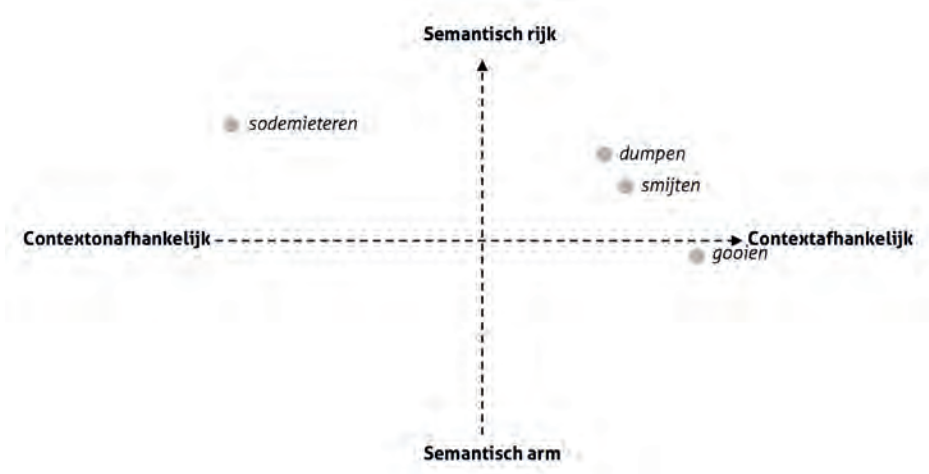 Semantisch rijk
sodemieteren
dumpen
smijten
Contextonafhankelijk
Contextafhankelijk
gooien
Semantisch arm